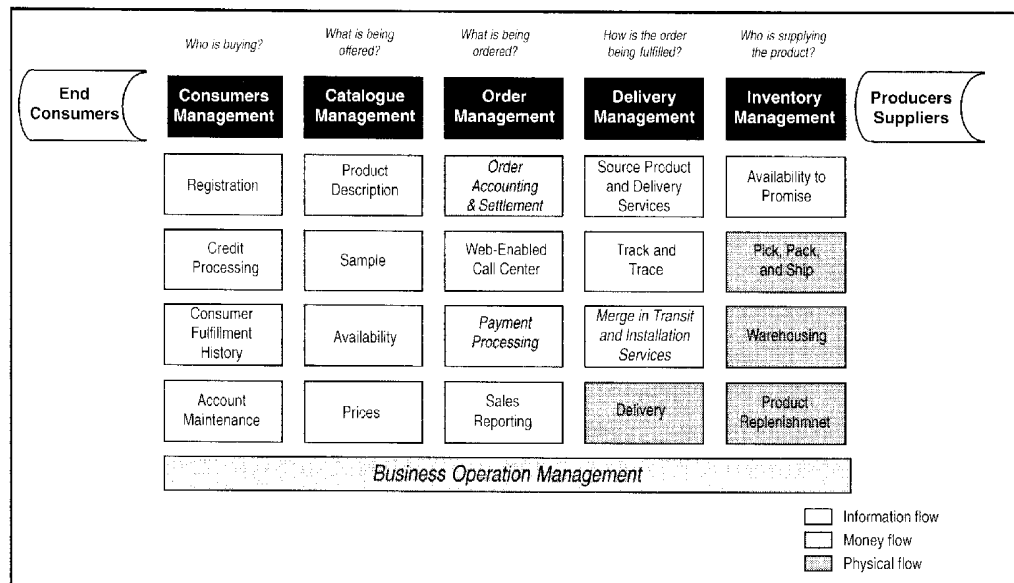 Who is buying?
What is being
offered?
What is being
ordered?
How is the order
being fulfilled?
Who is supplying
the product?
End
Consumers
Consumers
Management
Catalogue
Management
Order
Management
Delivery
Management
Inventory
Management
Producers
Suppliers
Registration
Product
Description
Order
Accounting
& Settlement
Source Product
and Delivery
Services
Availability to
Promise
Credit
Processing
Sample
Web-Enabled
Call Center
Track and
Trace
Pick, Pack,
and Ship
Consumer
Fulfillment
History
Availability
Payment
Processing
Merge in Transit
and Installation
Services
Warehousing
Account
Maintenance
Prices
Sales
Reporting
Delivery
Product
Replenishmnet
Business Operation Management
Information flow
Money flow
Physical flow